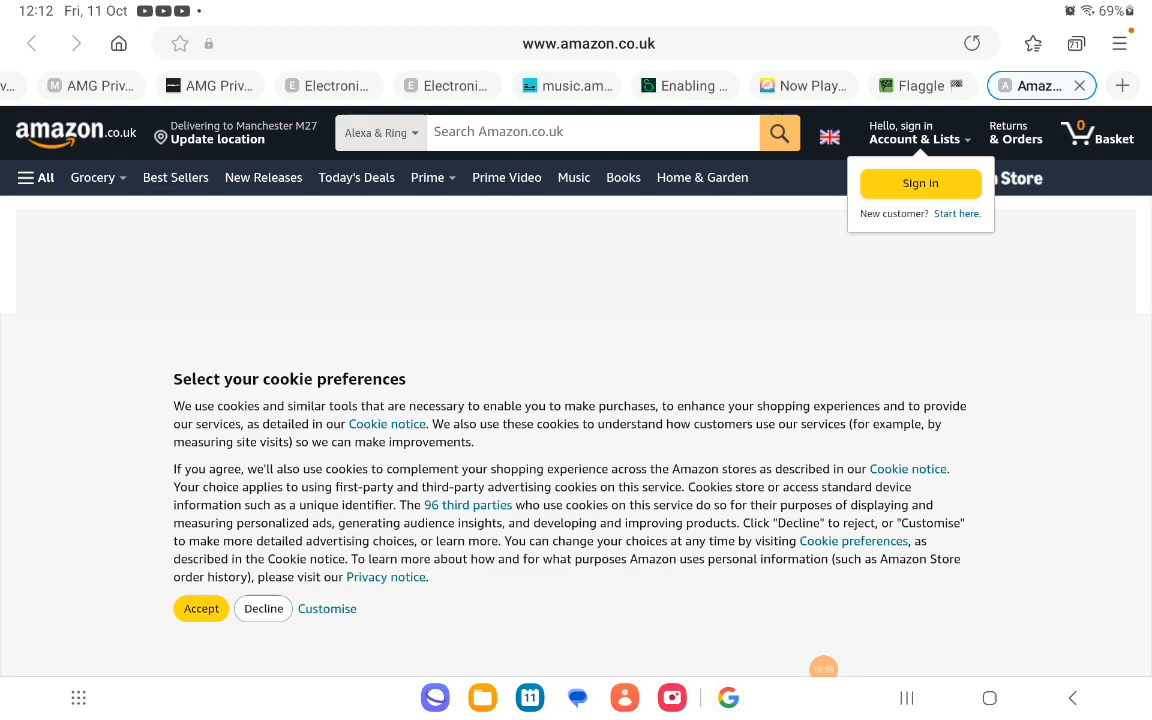 12:12 Fri, 11 Oct
69%
www.amazon.co.uk
71
v...
M AMG Priv...
AMG Priv...
E Electroni...
E Electroni...
music.am...
Enabling ...
Now Play...
Flaggle
A Amaz...
amazon.co.uk
Delivering to Manchester M27
Update location
Alexa & Ring
Search Amazon.co.uk
Hello, sign in
Account & Lists
Returns
& Orders
0
Basket
All
Grocery
Best Sellers
New Releases
Today's Deals
Prime
Prime Video
Music
Books
Home & Garden
Store
Sign in
New customer? Start here.
Select your cookie preferences
We use cookies and similar tools that are necessary to enable you to make purchases, to enhance your shopping experiences and to provide
our services, as detailed in our Cookie notice. We also use these cookies to understand how customers use our services (for example, by
measuring site visits) so we can make improvements.
If you agree, we'll also use cookies to complement your shopping experience across the Amazon stores as described in our Cookie notice.
Your choice applies to using first-party and third-party advertising cookies on this service. Cookies store or access standard device
information such as a unique identifier. The 96 third parties who use cookies on this service do so for their purposes of displaying and
measuring personalized ads, generating audience insights, and developing and improving products. Click "Decline" to reject, or "Customise"
to make more detailed advertising choices, or learn more. You can change your choices at any time by visiting Cookie preferences, as
described in the Cookie notice. To learn more about how and for what purposes Amazon uses personal information (such as Amazon Store
order history), please visit our Privacy notice.
Accept
Decline
Customise
10:59
11